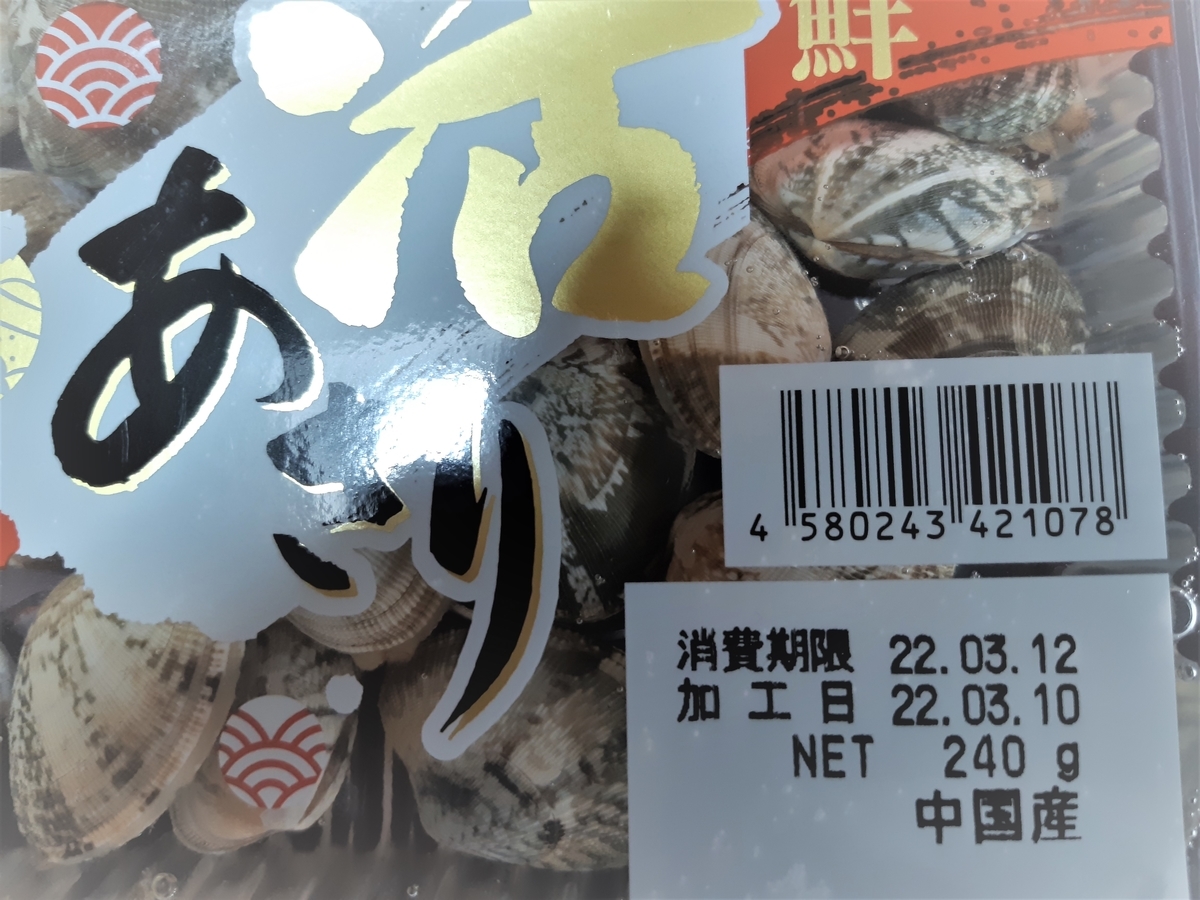 鮮
活
あさり
4 580243 421078
消費期限 22.03.12
加工日 22.03.10
NET 240 g
中国産